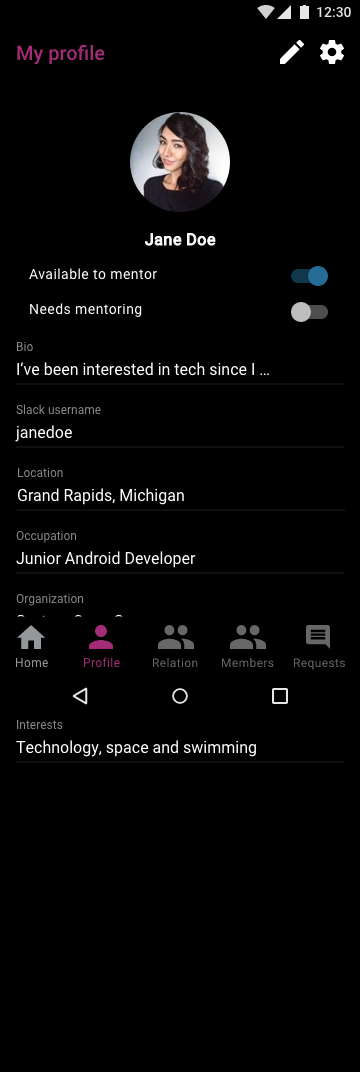 12:30
My profile
Jane Doe
Available to mentor
Needs mentoring
Bio
I've been interested in tech since I ...
Slack username
janedoe
Location
Grand Rapids, Michigan
Occupation
Junior Android Developer
Organization
Home Profile Relation Members Requests
Interests
Technology, space and swimming